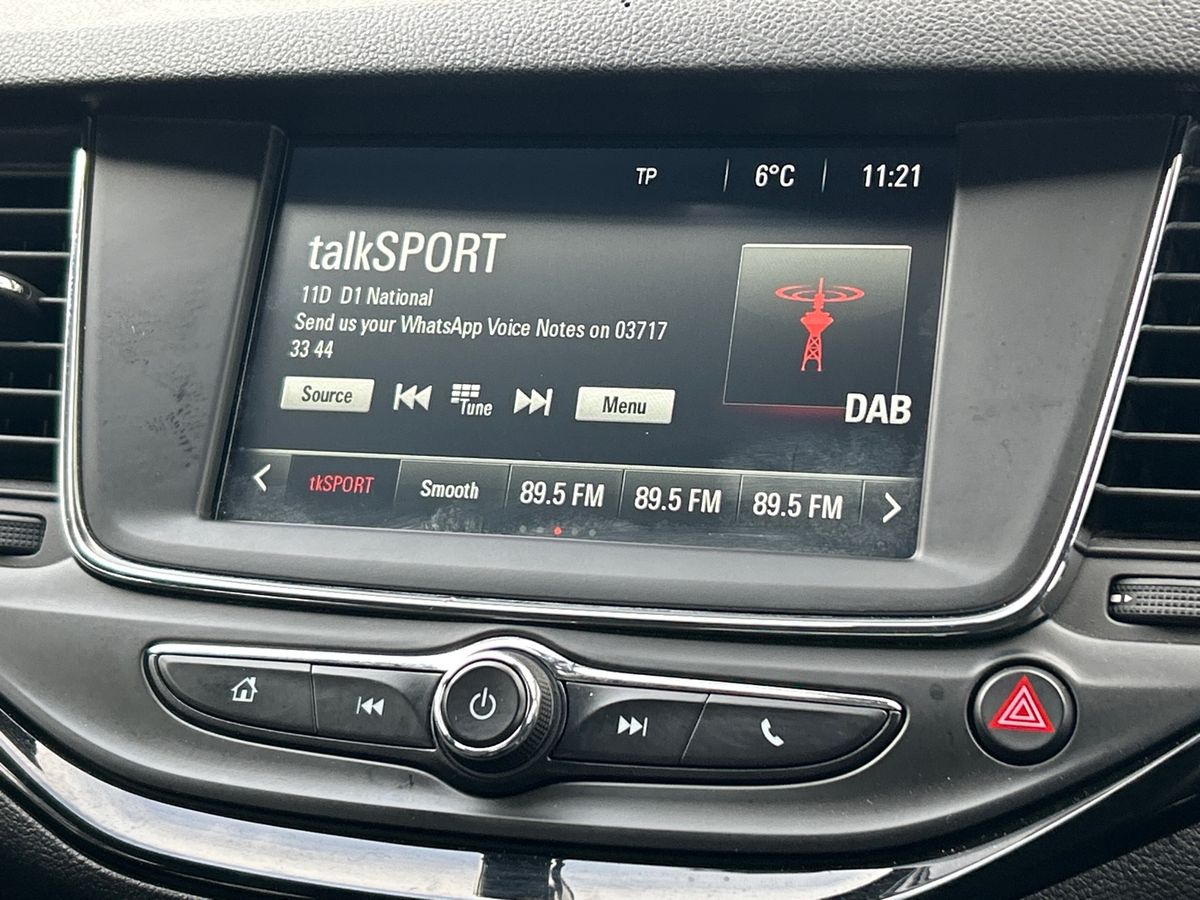 TP 6°C 11:21
talkSPORT
11D D1 National
Send us your WhatsApp Voice Notes on 03717
33 44
Source Tune Menu
DAB
tkSPORT Smooth 89.5 FM 89.5 FM 89.5 FM